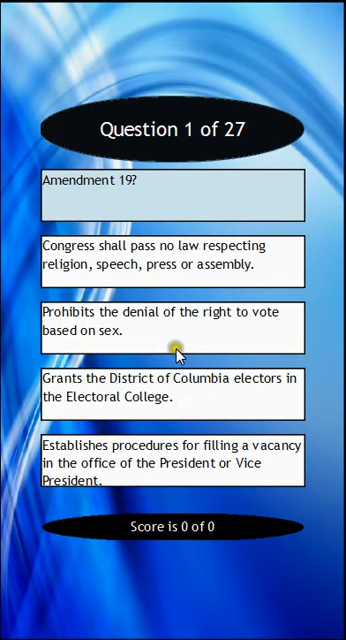 Question 1 of 27
Amendment 19?
Congress shall pass no law respecting
religion, speech, press or assembly.
Prohibits the denial of the right to vote
based on sex.
Grants the District of Columbia electors in
the Electoral College.
Establishes procedures for filling a vacancy
in the office of the President or Vice
President.
Score is 0 of 0